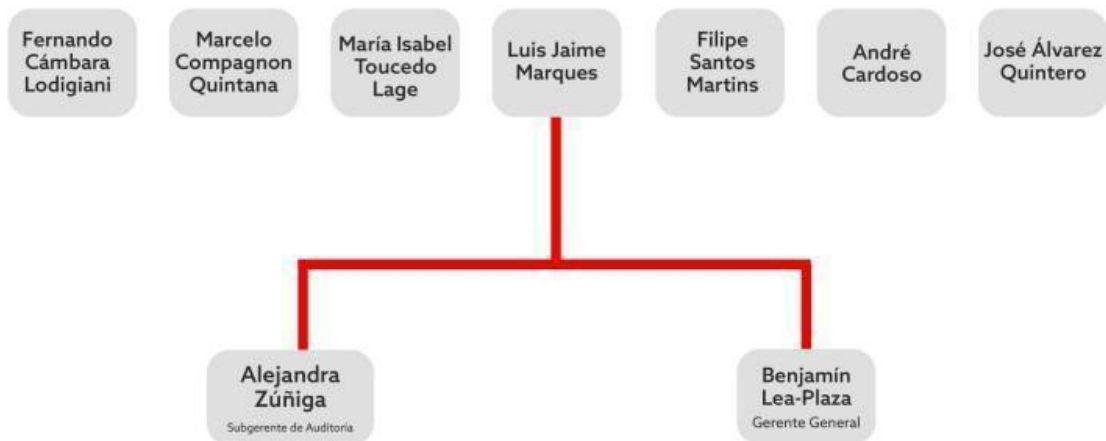 Fernando
Cámbara
Lodigiani
Marcelo
Compagnon
Quintana
María Isabel
Toucedo
Lage
Luis Jaime
Marques
Filipe
Santos
Martins
André
Cardoso
José Álvarez
Quintero
Alejandra
Zúñiga
Subgerente de Auditoría
Benjamín
Lea-Plaza
Gerente General